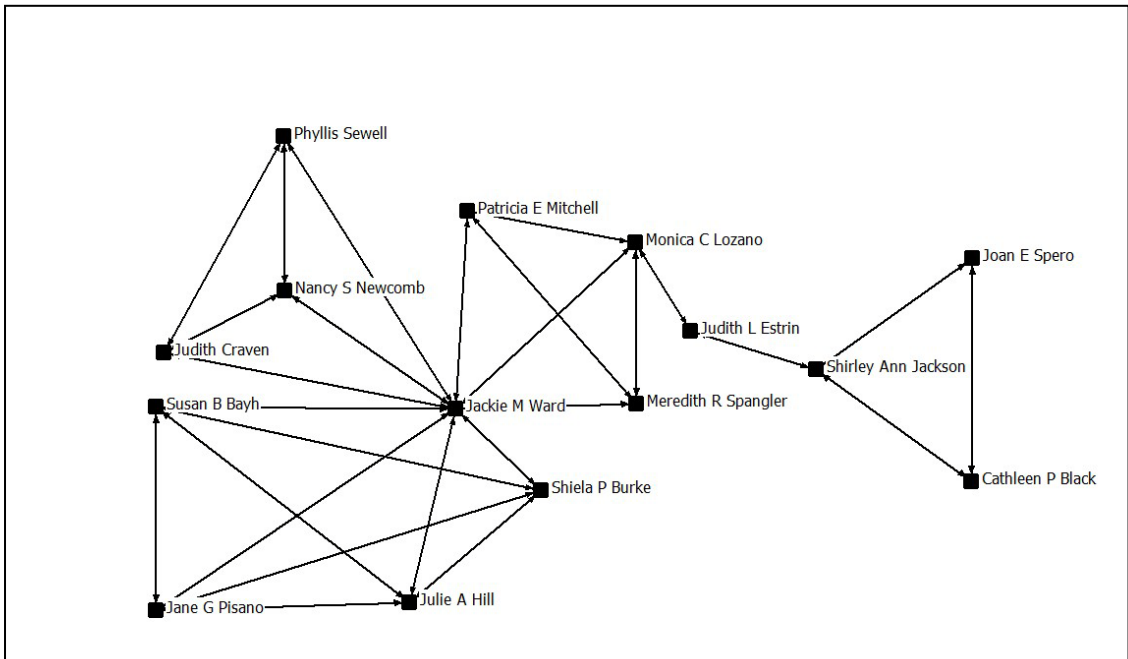 Phyllis Sewell
Patricia E Mitchell
Monica C Lozano
Joan E Spero
Nancy S Newcomb
Judith L Estrin
Judith Craven
Shirley Ann Jackson
Susan B Bayh
Jackie M Ward
Meredith R Spangler
Shiela P Burke
Cathleen P Black
Jane G Pisano
Julie A Hill